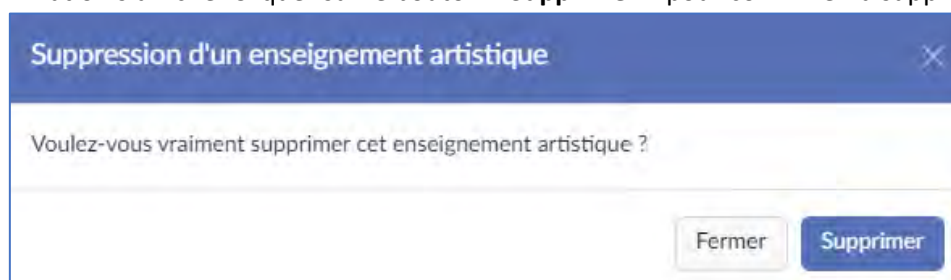 Suppression d'un enseignement artistique
Voulez-vous vraiment supprimer cet enseignement artistique ?
Fermer Supprimer